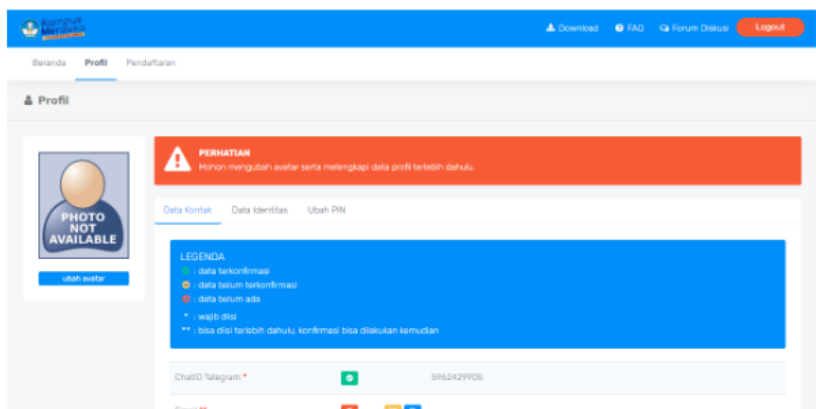 Kampus
Merdeka
Download FAQ Forum Diskusi Logout
Beranda Profil Pendaftaran
Profil
PHOTO
NOT
AVAILABLE
ubah avatar
PERHATIAN
Mohon mengubah avatar serta melengkapi data profil terlebih dahulu.
Data Kontak Data Identitas Ubah PIN
LEGENDA
: data terkonfirmasi
: data belum terkonfirmasi
: data belum ada
* : wajib diisi
** : bisa diisi terlebih dahulu, konfirmasi bisa dilakukan kemudian
ChatID Telegram * 5962429905